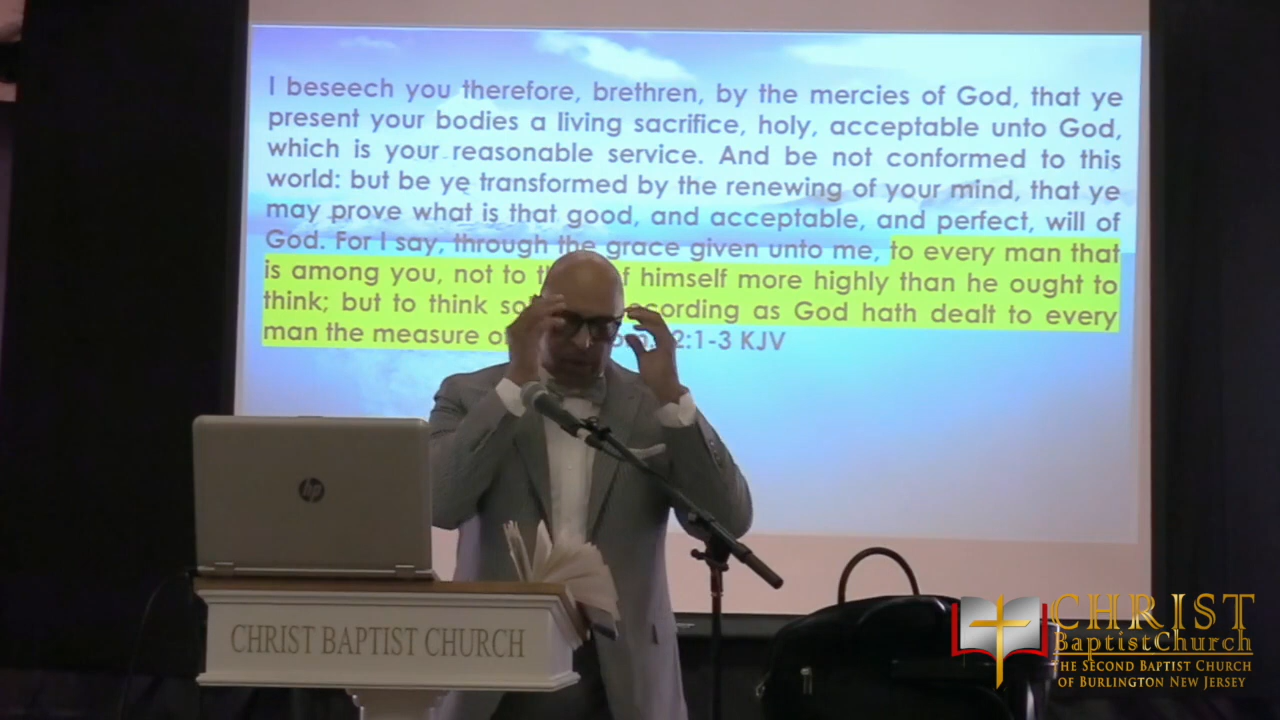 I beseech you therefore, brethren, by the mercies of God, that ye
present your bodies a living sacrifice, holy, acceptable unto God,
which is your reasonable service. And be not conformed to this
world: but be ye transformed by the renewing of your mind, that ye
may prove what is that good, and acceptable, and perfect, will of
God. For I say, through the grace given unto me, to every man that
is among you, not to himself more highly than he ought to
think; but to think as God hath dealt to every
man the measure 2:1-3 KJV
hp
CHRIST BAPTIST CHURCH
CHRIST
BaptistChurch
THE SECOND BAPTIST CHURCH
OF BURLINGTON NEW JERSEY